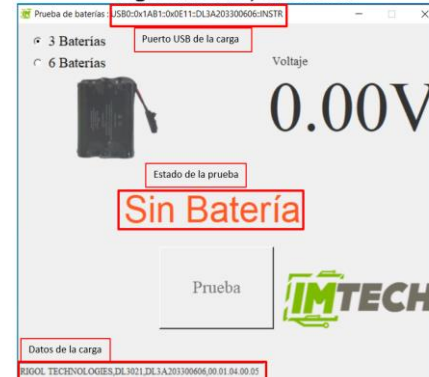 Prueba de baterías : USB0::0x1AB1::0x0E11::DL3A203300606::INSTR
3 Baterías
Puerto USB de la carga
6 Baterías
Voltaje
0.00V
Estado de la prueba
Sin Batería
Prueba
IMTECH
Datos de la carga
RIGOL TECHNOLOGIES,DL3021,DL3A203300606,00.01.04.00.05